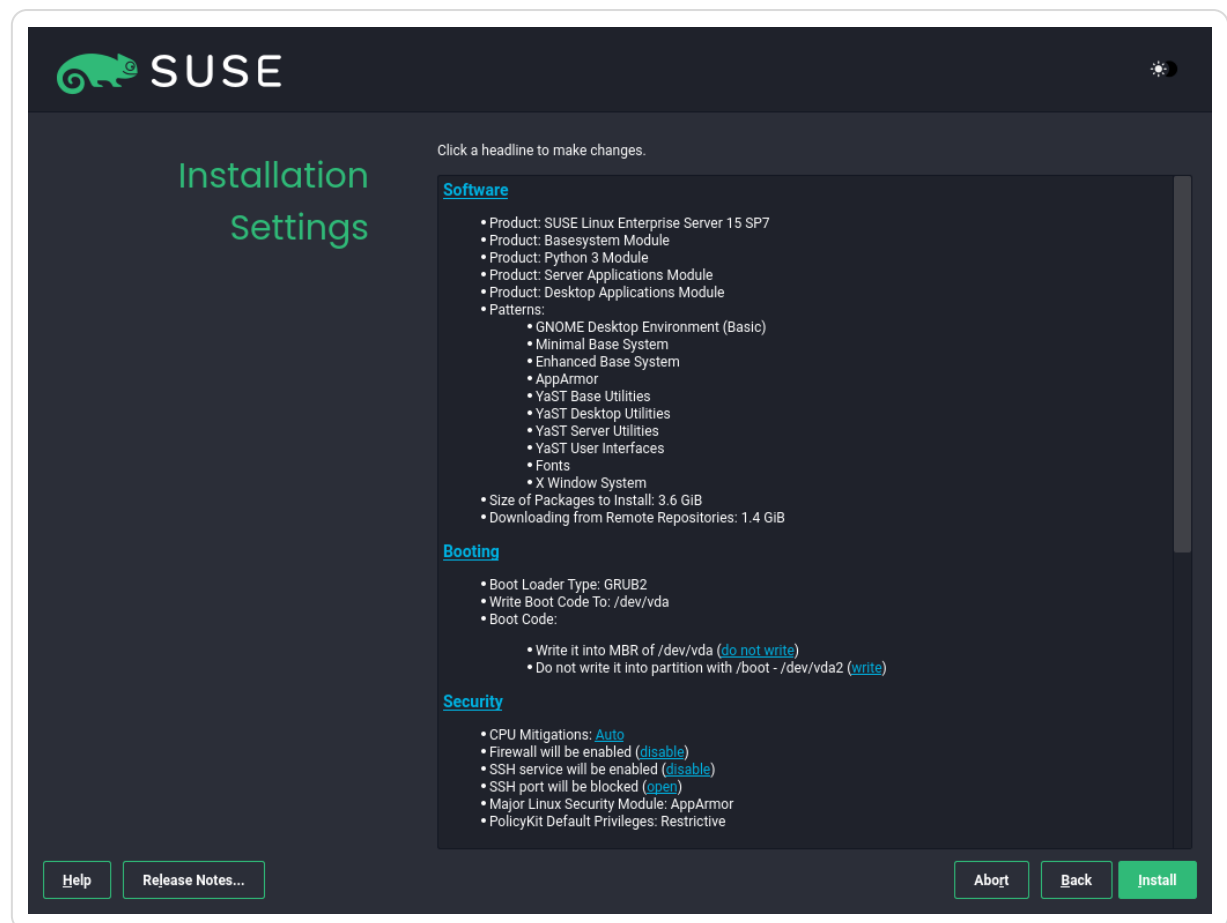 SUSE
Installation
Settings
Click a headline to make changes.
Software
• Product: SUSE Linux Enterprise Server 15 SP7
• Product: Basesystem Module
• Product: Python 3 Module
• Product: Server Applications Module
• Product: Desktop Applications Module
• Patterns:
• GNOME Desktop Environment (Basic)
• Minimal Base System
• Enhanced Base System
• AppArmor
• YaST Base Utilities
• YaST Desktop Utilities
• YaST Server Utilities
• YaST User Interfaces
• Fonts
• X Window System
• Size of Packages to Install: 3.6 GiB
• Downloading from Remote Repositories: 1.4 GiB
Booting
• Boot Loader Type: GRUB2
• Write Boot Code To: /dev/vda
• Boot Code:
• Write it into MBR of /dev/vda (do not write)
• Do not write it into partition with /boot - /dev/vda2 (write)
Security
• CPU Mitigations: Auto
• Firewall will be enabled (disable)
• SSH service will be enabled (disable)
• SSH port will be blocked (open)
• Major Linux Security Module: AppArmor
• PolicyKit Default Privileges: Restrictive
Help
Release Notes...
Abort
Back
Install